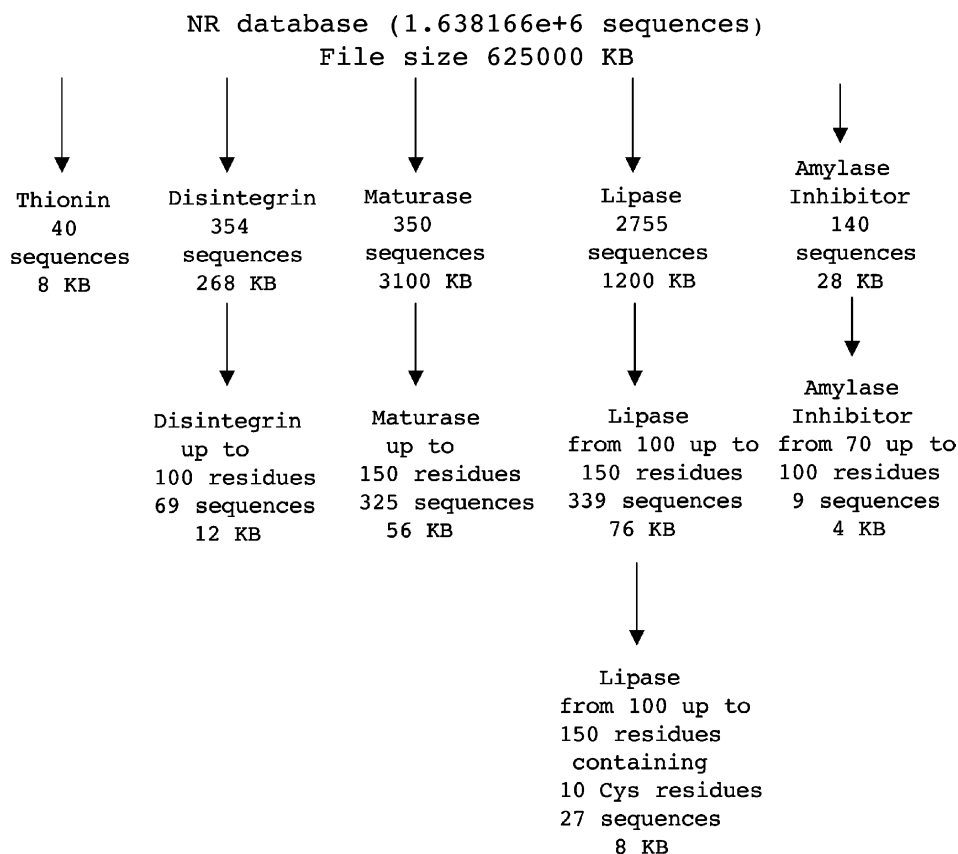 NR database (1.638166e+6 sequences)
File size 625000 KB
Thionin
40
sequences
8 KB
Disintegrin
354
sequences
268 KB
Maturase
350
sequences
3100 KB
Lipase
2755
sequences
1200 KB
Amylase
Inhibitor
140
sequences
28 KB
Disintegrin
up to
100 residues
69 sequences
12 KB
Maturase
up to
150 residues
325 sequences
56 KB
Lipase
from 100 up to
150 residues
339 sequences
76 KB
Amylase
Inhibitor
from 70 up to
100 residues
9 sequences
4 KB
Lipase
from 100 up to
150 residues
containing
10 Cys residues
27 sequences
8 KB